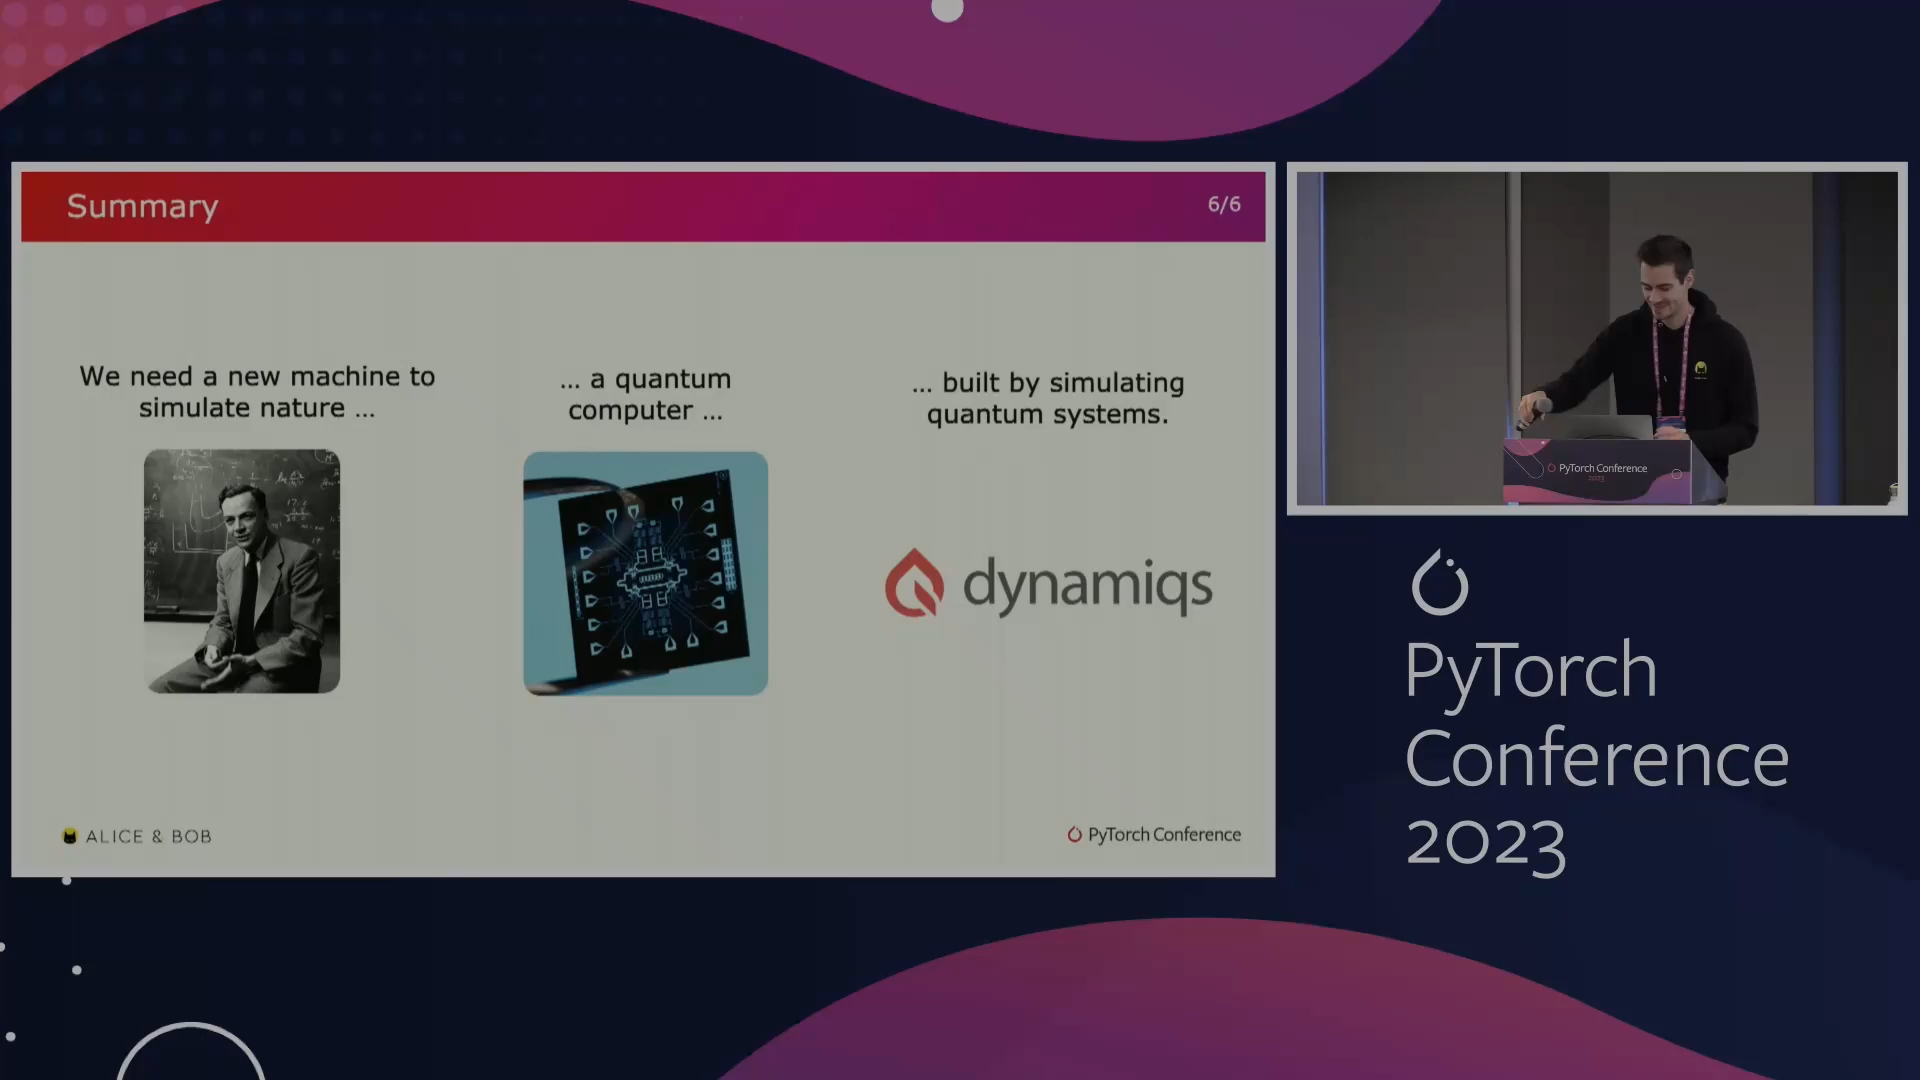 Summary
6/6
We need a new machine to
simulate nature ...
... a quantum
computer ...
... built by simulating
quantum systems.
dynamiqs
ALICE & BOB
PyTorch Conference
PyTorch Conference
2023
PyTorch
Conference
2023